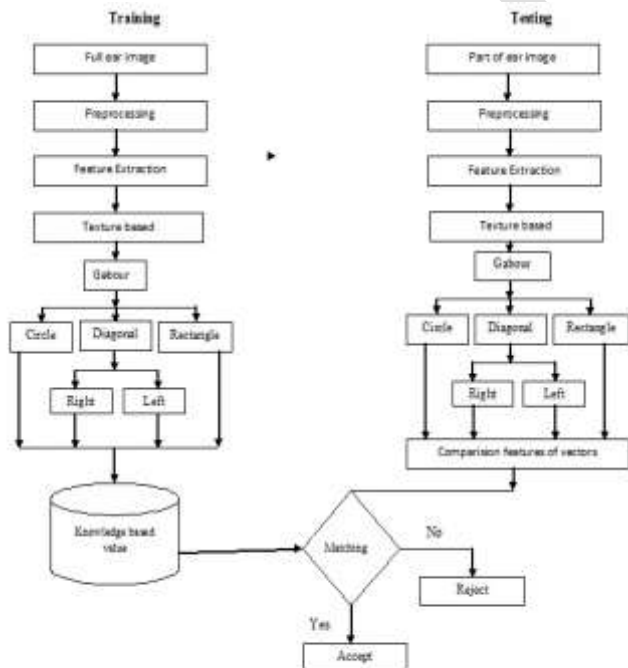 Training
Full ear image
Preprocessing
Feature Extraction
Texture based
Gabour
Circle
Diagonal
Rectangle
Right
Left
Knowledge based
value
Testing
Part of ear image
Preprocessing
Feature Extraction
Texture based
Gabour
Circle
Diagonal
Rectangle
Right
Left
Comparision features of vectors
Matching
No
Reject
Yes
Accept